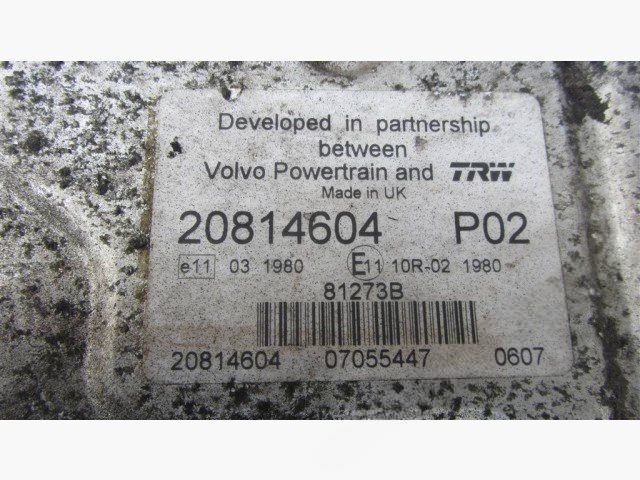 Developed in partnership
between
Volvo Powertrain and TRW
Made in UK
20814604 P02
e11 03 1980 E11 10R-02 1980
81273B
20814604 07055447 0607